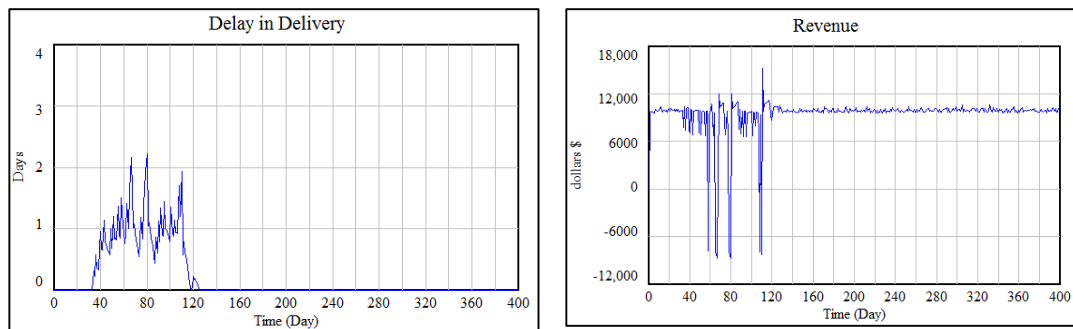 Delay in Delivery
4
3
2
1
0
Days
0 40 80 120 160 200 240 280 320 360 400
Time (Day)
Revenue
18,000
12,000
6000
0
-6000
-12,000
dollars $
0 40 80 120 160 200 240 280 320 360 400
Time (Day)